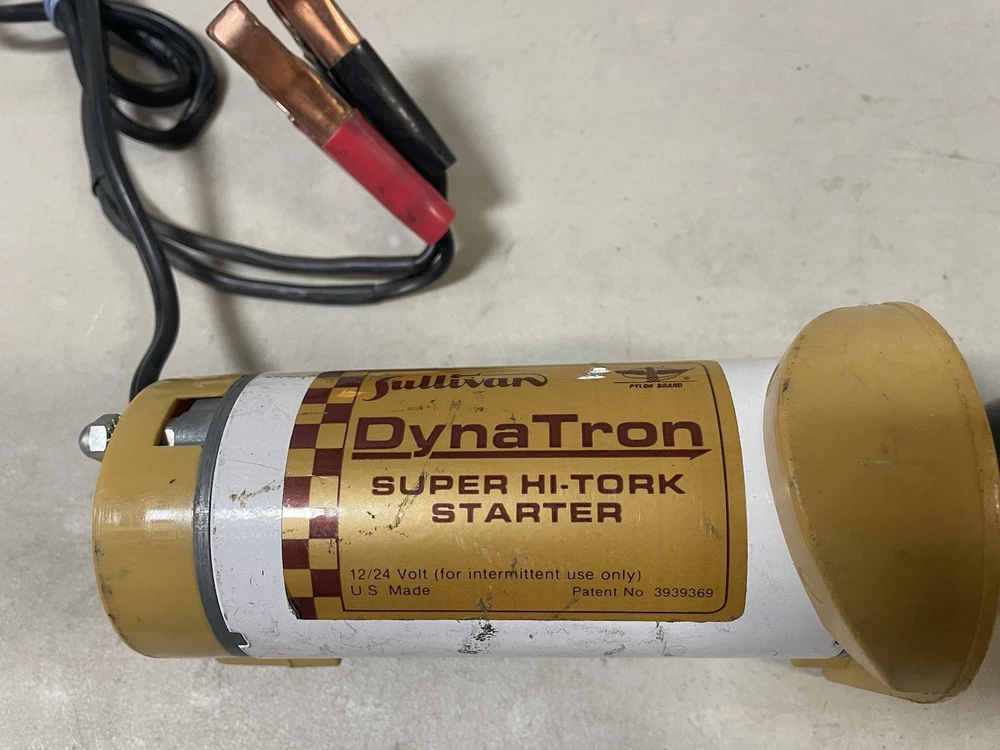 Sullivan
PYLON BRAND
®
DynaTron
SUPER HI-TORK
STARTER
12/24 Volt (for intermittent use only)
U.S Made
Patent No 3939369